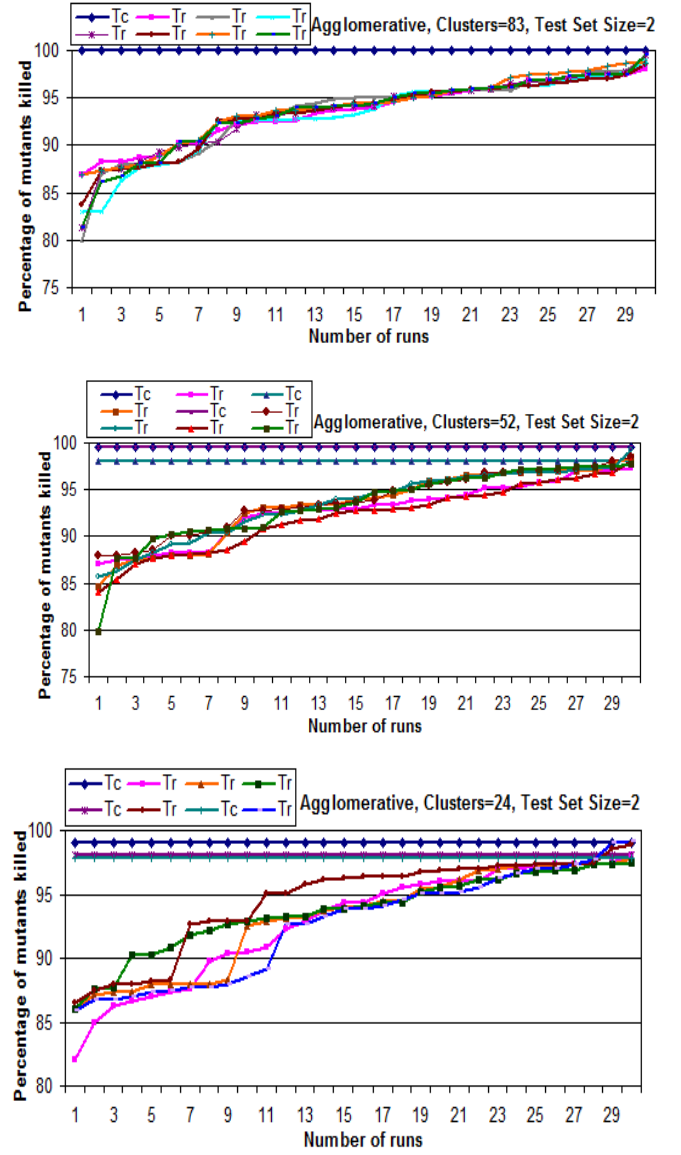 Tc Tr Tr Tr
Tr Tr Tr Tr
Agglomerative, Clusters=83, Test Set Size=2
Percentage of mutants killed
100
95
90
85
80
75
1 3 5 7 9 11 13 15 17 19 21 23 25 27 29
Number of runs
Tc Tr Tc
Tr Tc Tr
Tr Tr Tr
Agglomerative, Clusters=52, Test Set Size=2
Percentage of mutants killed
100
95
90
85
80
75
1 3 5 7 9 11 13 15 17 19 21 23 25 27 29
Number of runs
Tc Tr Tr Tr
Tc Tr Tc Tr
Agglomerative, Clusters=24, Test Set Size=2
Percentage of mutants killed
100
95
90
85
80
1 3 5 7 9 11 13 15 17 19 21 23 25 27 29
Number of runs